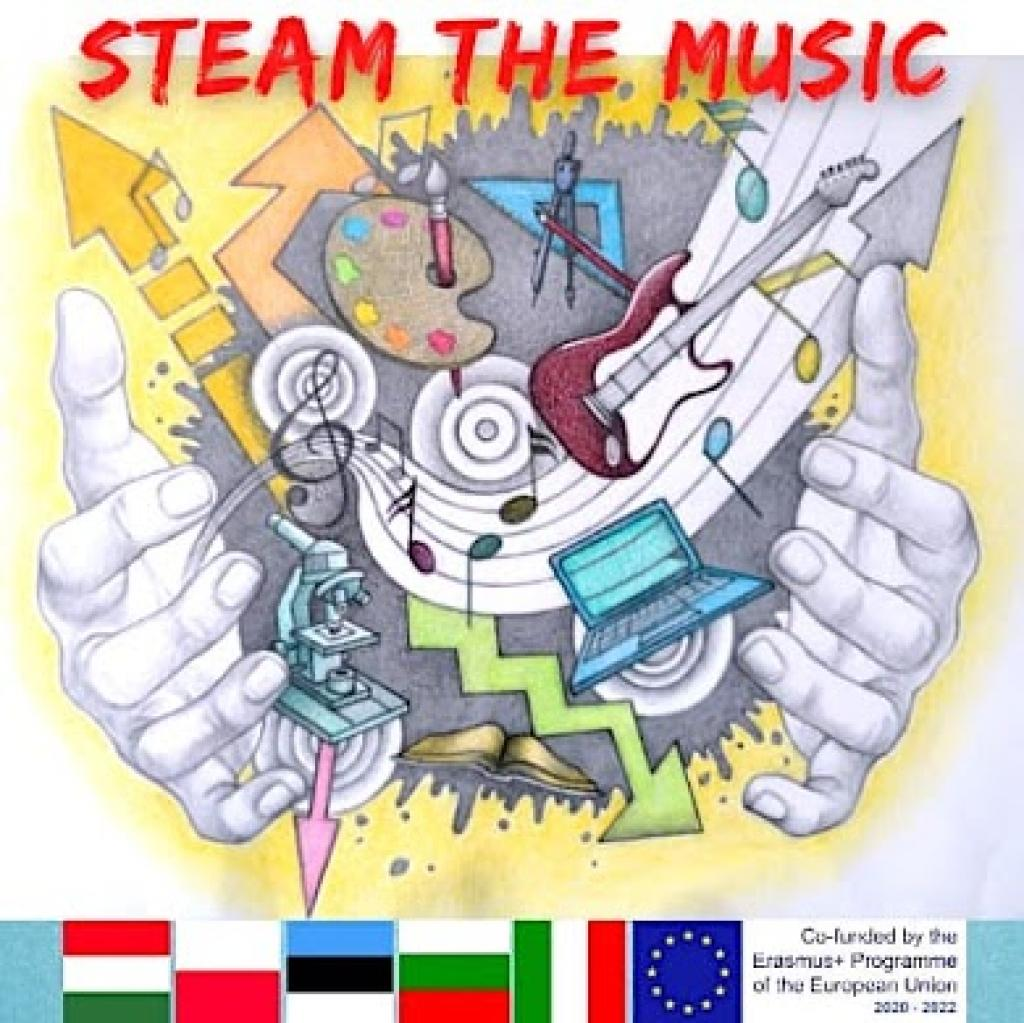 STEAM THE MUSIC
Co-funded by the
Erasmus+ Programme
of the European Union
2020 - 2022